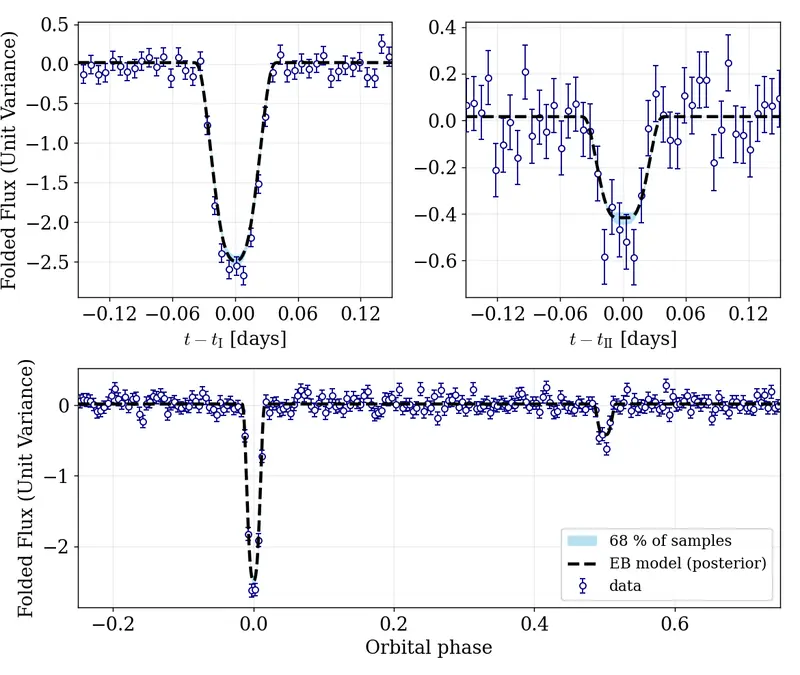 Folded Flux (Unit Variance)
0.5
0.0
−0.5
−1.0
−1.5
−2.0
−2.5
−0.12 −0.06 0.00 0.06 0.12
t − t_I [days]
0.4
0.2
0.0
−0.2
−0.4
−0.6
−0.12 −0.06 0.00 0.06 0.12
t − t_II [days]
Folded Flux (Unit Variance)
0
−1
−2
68 % of samples
EB model (posterior)
data
−0.2 0.0 0.2 0.4 0.6
Orbital phase